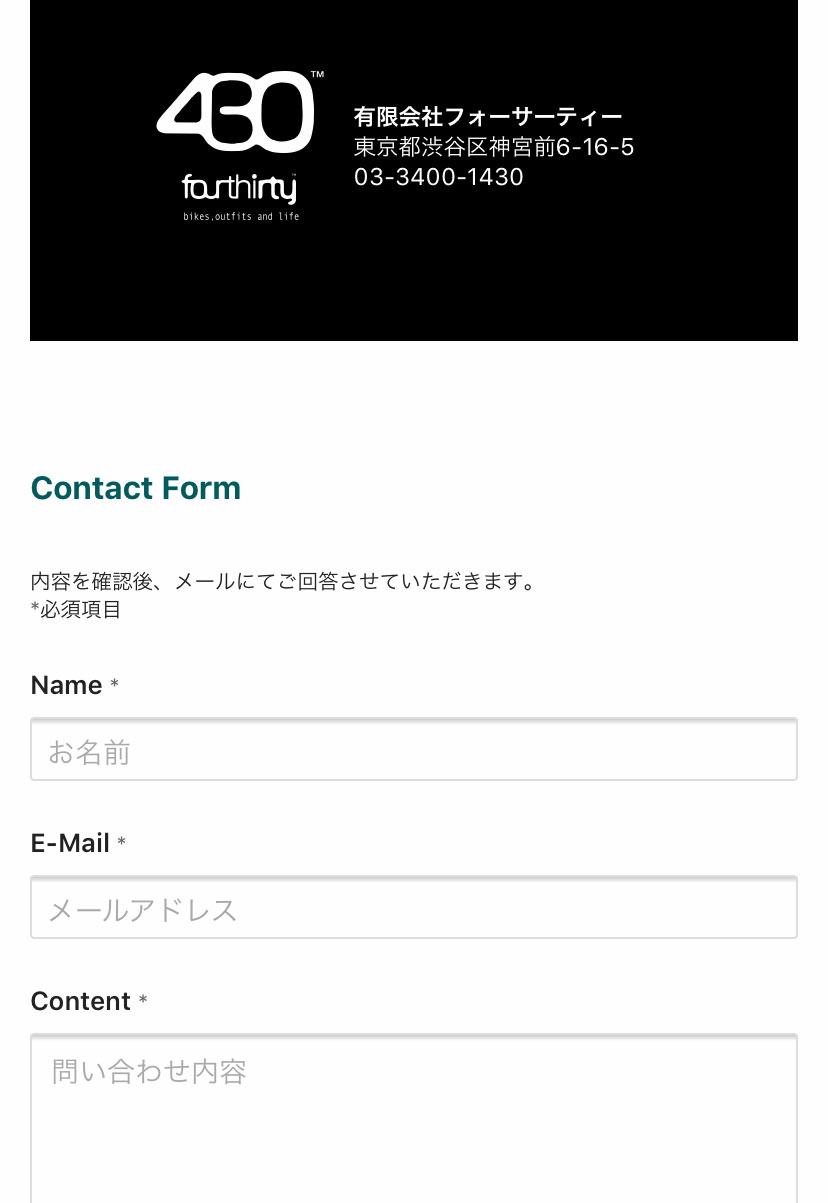 430™
fourthirty™
bikes,outfits and life
有限会社フォーサーティー
東京都渋谷区神宮前6-16-5
03-3400-1430
Contact Form
内容を確認後、メールにてご回答させていただきます。
*必須項目
Name *
お名前
E-Mail *
メールアドレス
Content *
問い合わせ内容